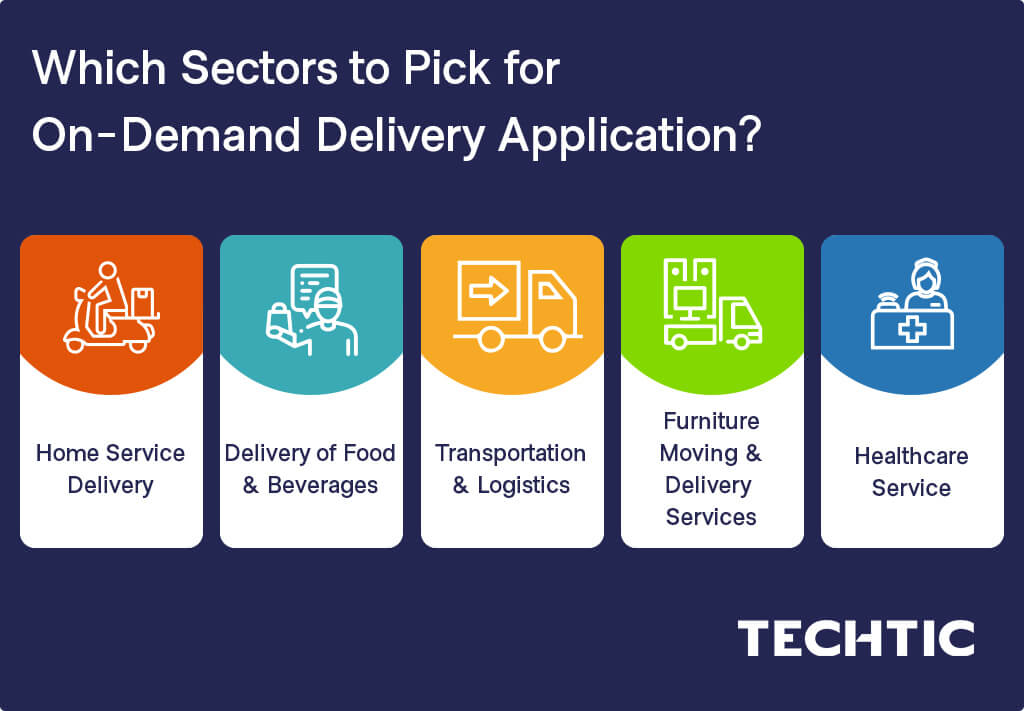 Which Sectors to Pick for
On-Demand Delivery Application?
Home Service
Delivery
Delivery of Food
& Beverages
Transportation
& Logistics
Furniture
Moving &
Delivery
Services
Healthcare
Service
TECHTIC